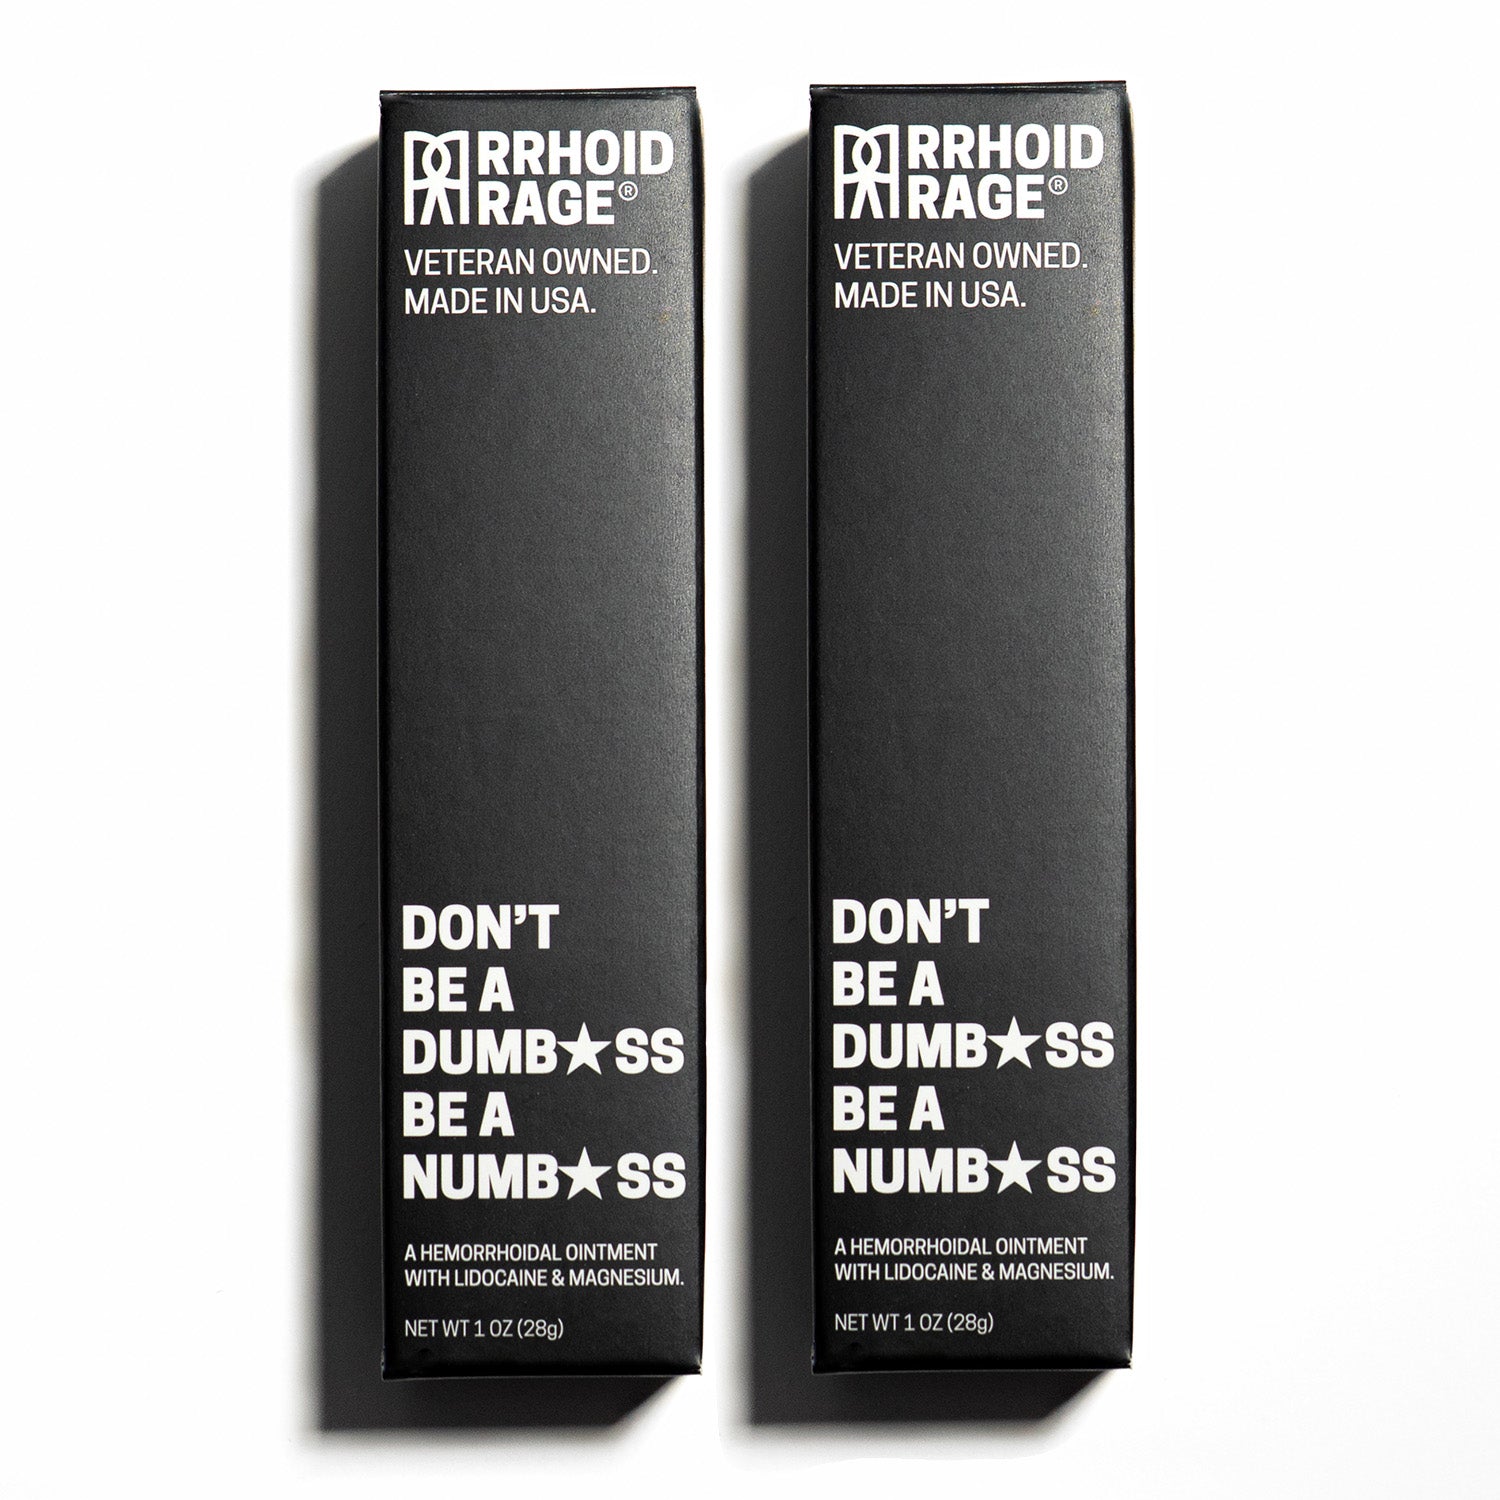 RRHOID
RAGE®
VETERAN OWNED.
MADE IN USA.
DON'T
BE A
DUMB★SS
BE A
NUMB★SS
A HEMORRHOIDAL OINTMENT
WITH LIDOCAINE & MAGNESIUM.
NET WT 1 OZ (28g)
RRHOID
RAGE®
VETERAN OWNED.
MADE IN USA.
DON'T
BE A
DUMB★SS
BE A
NUMB★SS
A HEMORRHOIDAL OINTMENT
WITH LIDOCAINE & MAGNESIUM.
NET WT 1 OZ (28g)